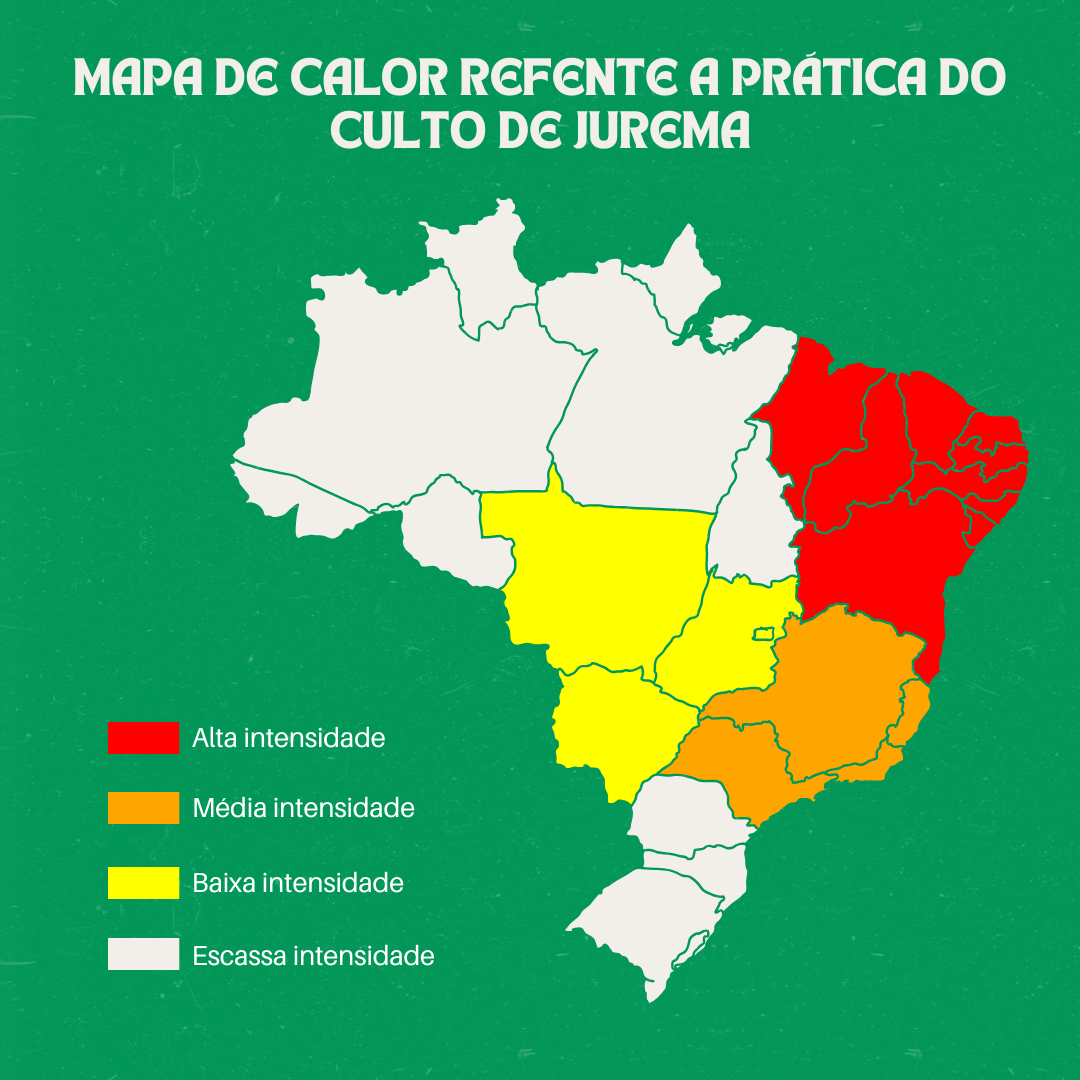 MAPA DE CALOR REFENTE A PRÁTICA DO
CULTO DE JUREMA
Alta intensidade
Média intensidade
Baixa intensidade
Escassa intensidade